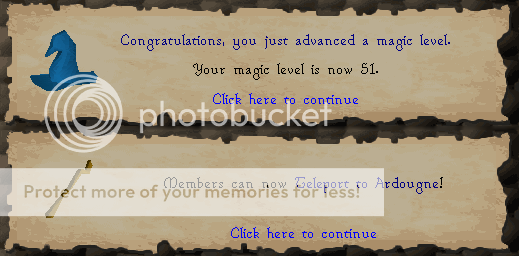 Congratulations, you just advanced a magic level.
Your magic level is now 51.
Click here to continue
photobucket
Members can now Teleport to Ardougne!
Protect more of your memories for less!
Click here to continue